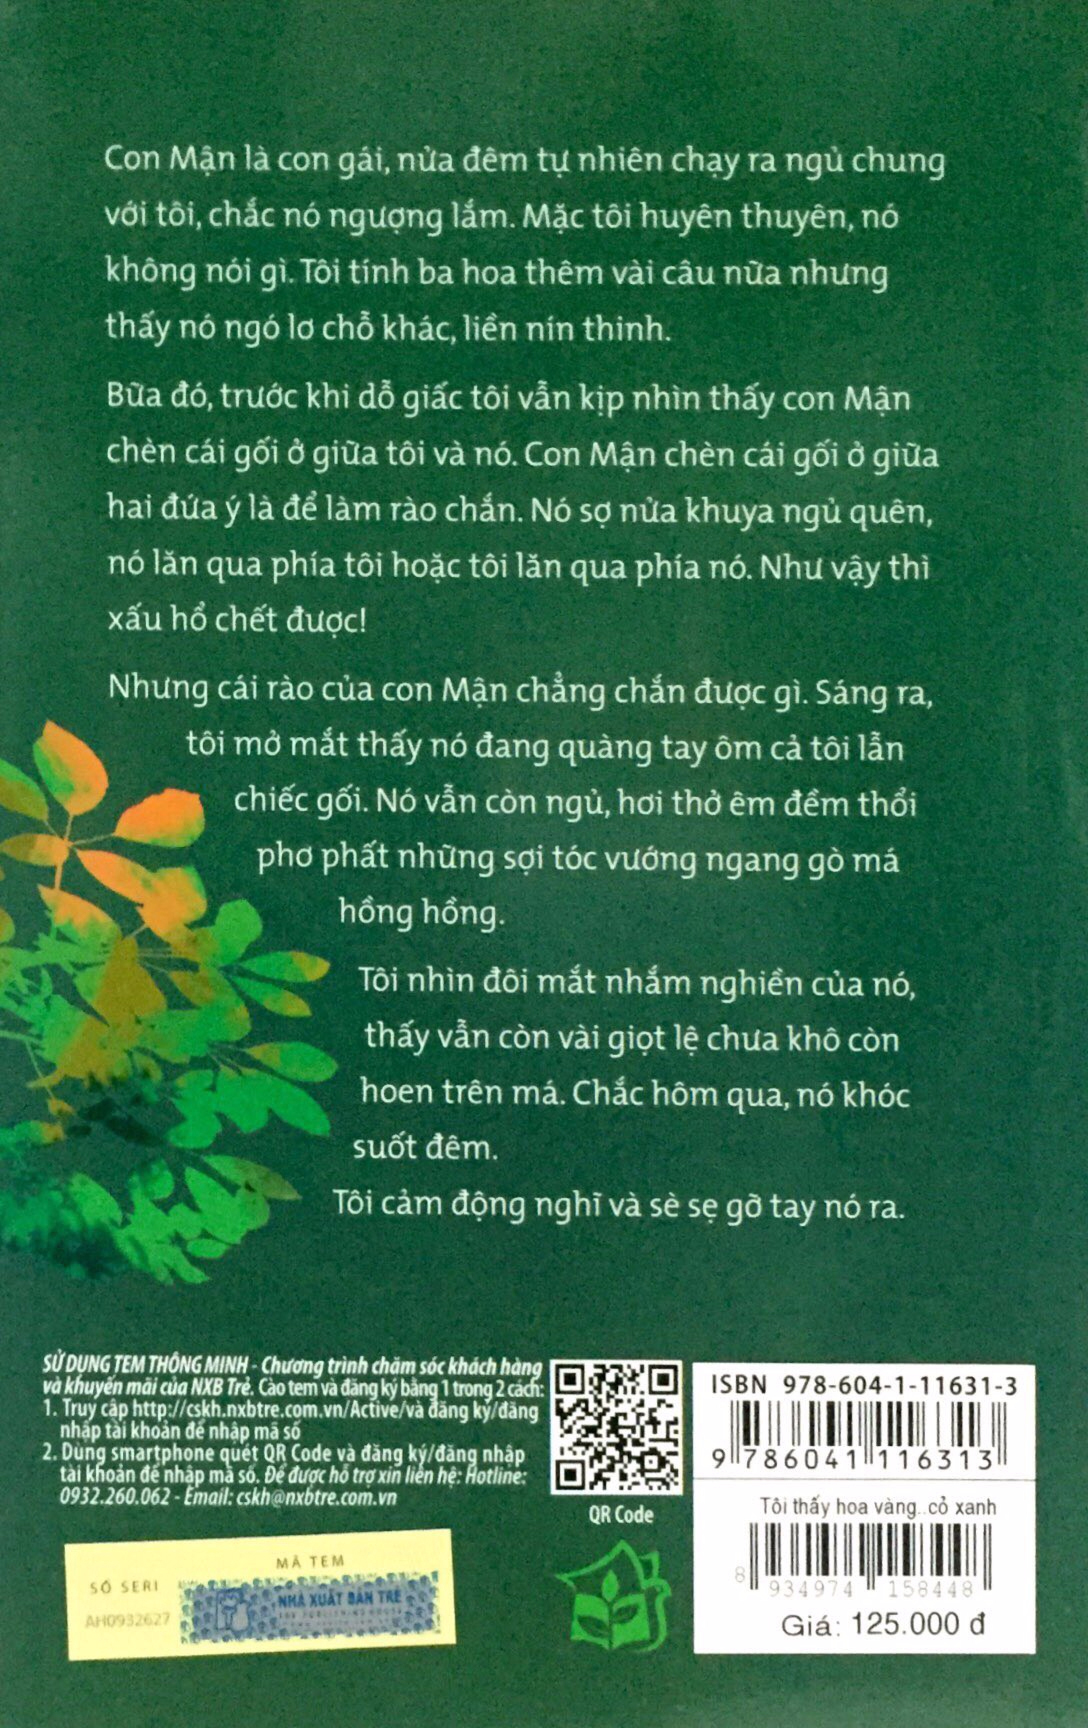 Con Mận là con gái, nửa đêm tự nhiên chạy ra ngủ chung
với tôi, chắc nó ngượng lắm. Mặc tôi huyên thuyên, nó
không nói gì. Tôi tính ba hoa thêm vài câu nữa nhưng
thấy nó ngó lơ chỗ khác, liền nín thinh.
Bữa đó, trước khi dỗ giấc tôi vẫn kịp nhìn thấy con Mận
chèn cái gối ở giữa tôi và nó. Con Mận chèn cái gối ở giữa
hai đứa ý là để làm rào chắn. Nó sợ nửa khuya ngủ quên,
nó lăn qua phía tôi hoặc tôi lăn qua phía nó. Như vậy thì
xấu hổ chết được!
Nhưng cái rào của con Mận chẳng chắn được gì. Sáng ra,
tôi mở mắt thấy nó đang quàng tay ôm cả tôi lẫn
chiếc gối. Nó vẫn còn ngủ, hơi thở êm đềm thổi
phơ phất những sợi tóc vướng ngang gò má
hồng hồng.
Tôi nhìn đôi mắt nhắm nghiền của nó,
thấy vẫn còn vài giọt lệ chưa khô còn
hoen trên má. Chắc hôm qua, nó khóc
suốt đêm.
Tôi cảm động nghĩ và sè sẹ gỡ tay nó ra.
SỬ DỤNG TEM THÔNG MINH - Chương trình chăm sóc khách hàng
và khuyến mãi của NXB Trẻ. Cào tem và đăng ký bằng 1 trong 2 cách:
1. Truy cập http://cskh.nxbtre.com.vn/Active/và đăng ký/đăng
nhập tài khoản để nhập mã số
2. Dùng smartphone quét QR Code và đăng ký/đăng nhập
tài khoản để nhập mã số. Để được hỗ trợ xin liên hệ: Hotline:
0932.260.062 - Email: cskh@nxbtre.com.vn
QR Code
MÃ TEM
SỐ SERI
AH0932627
NHÀ XUẤT BẢN TRẺ
ISBN 978-604-1-11631-3
9 786041 116313
Tôi thấy hoa vàng..cỏ xanh
8 934974 158448
Giá: 125.000 đ